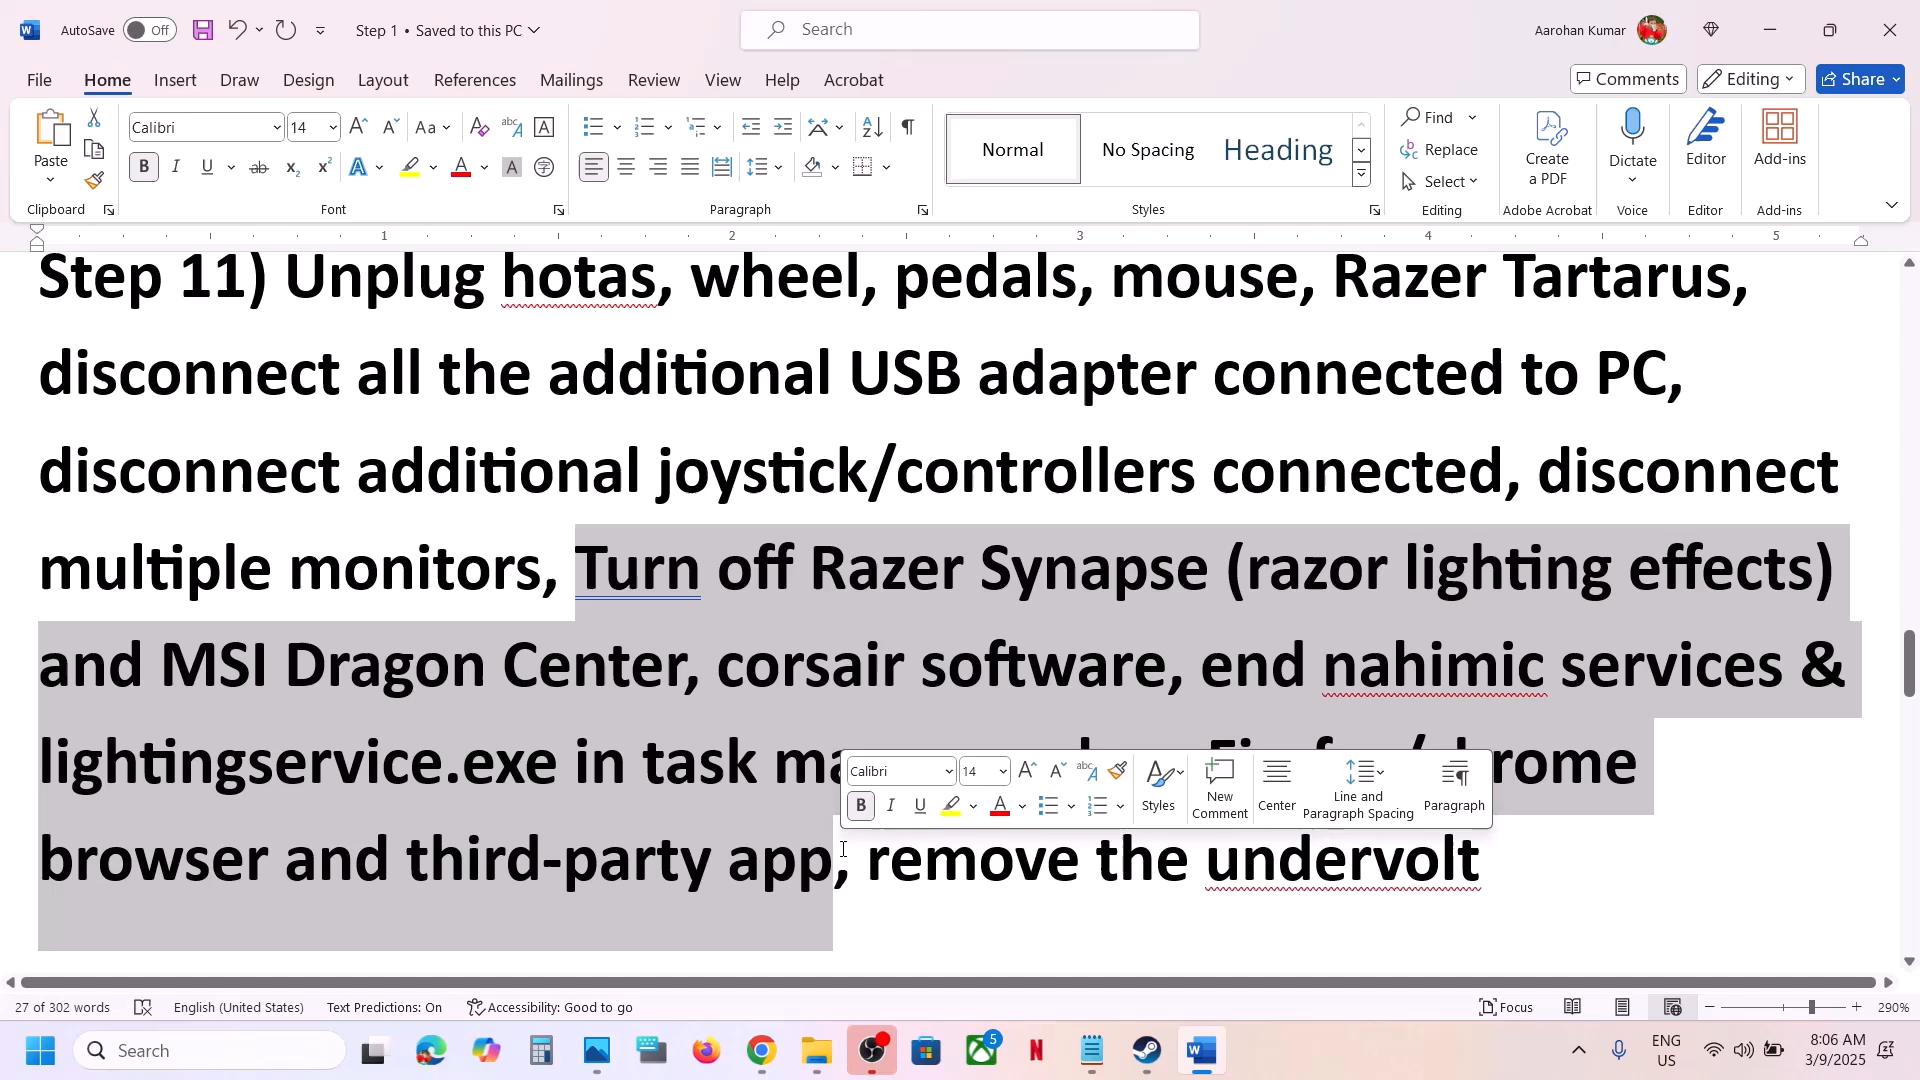 AutoSave Off Step 1 • Saved to this PC Search Aarohan Kumar
File Home Insert Draw Design Layout References Mailings Review View Help Acrobat Comments Editing Share
Paste Calibri 14 Normal No Spacing Heading Find Replace Select Create a PDF Dictate Editor Add-ins
Clipboard Font Paragraph Styles Editing Adobe Acrobat Voice Editor Add-ins
1 2 3 4 5
Step 11) Unplug hotas, wheel, pedals, mouse, Razer Tartarus,
disconnect all the additional USB adapter connected to PC,
disconnect additional joystick/controllers connected, disconnect
multiple monitors, Turn off Razer Synapse (razor lighting effects)
and MSI Dragon Center, corsair software, end nahimic services &
lightingservice.exe in task
browser and third-party app, remove the undervolt
Calibri 14 Styles New Comment Center Line and Paragraph Spacing Paragraph
27 of 302 words English (United States) Text Predictions: On Accessibility: Good to go Focus 290%
Search 5 ENG US 8:06 AM 3/9/2025